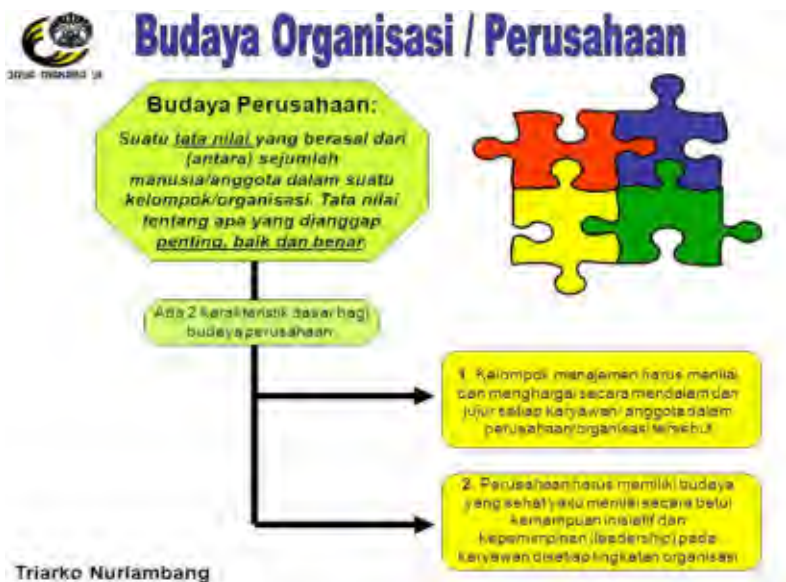 Budaya Organisasi / Perusahaan
Budaya Perusahaan:
Suatu tata nilai yang berasal dari
(antara) sejumlah
manusia/anggota dalam suatu
kelompok/organisasi. Tata nilai
tentang apa yang dianggap
penting, baik dan benar
Ada 2 karakteristik dasar bagi
budaya perusahaan
1. Kelompok manajemen harus menilai
dan menghargai secara mendalam dan
jujur setiap karyawan/ anggota dalam
perusahaan/organisasi tersebut
2. Perusahaan harus memiliki budaya
yang sehat yaitu menilai secara betul
kemampuan inisiatif dan
kepemimpinan (leadership) pada
karyawan disetiap tingkatan organisasi
Triarko Nurlambang